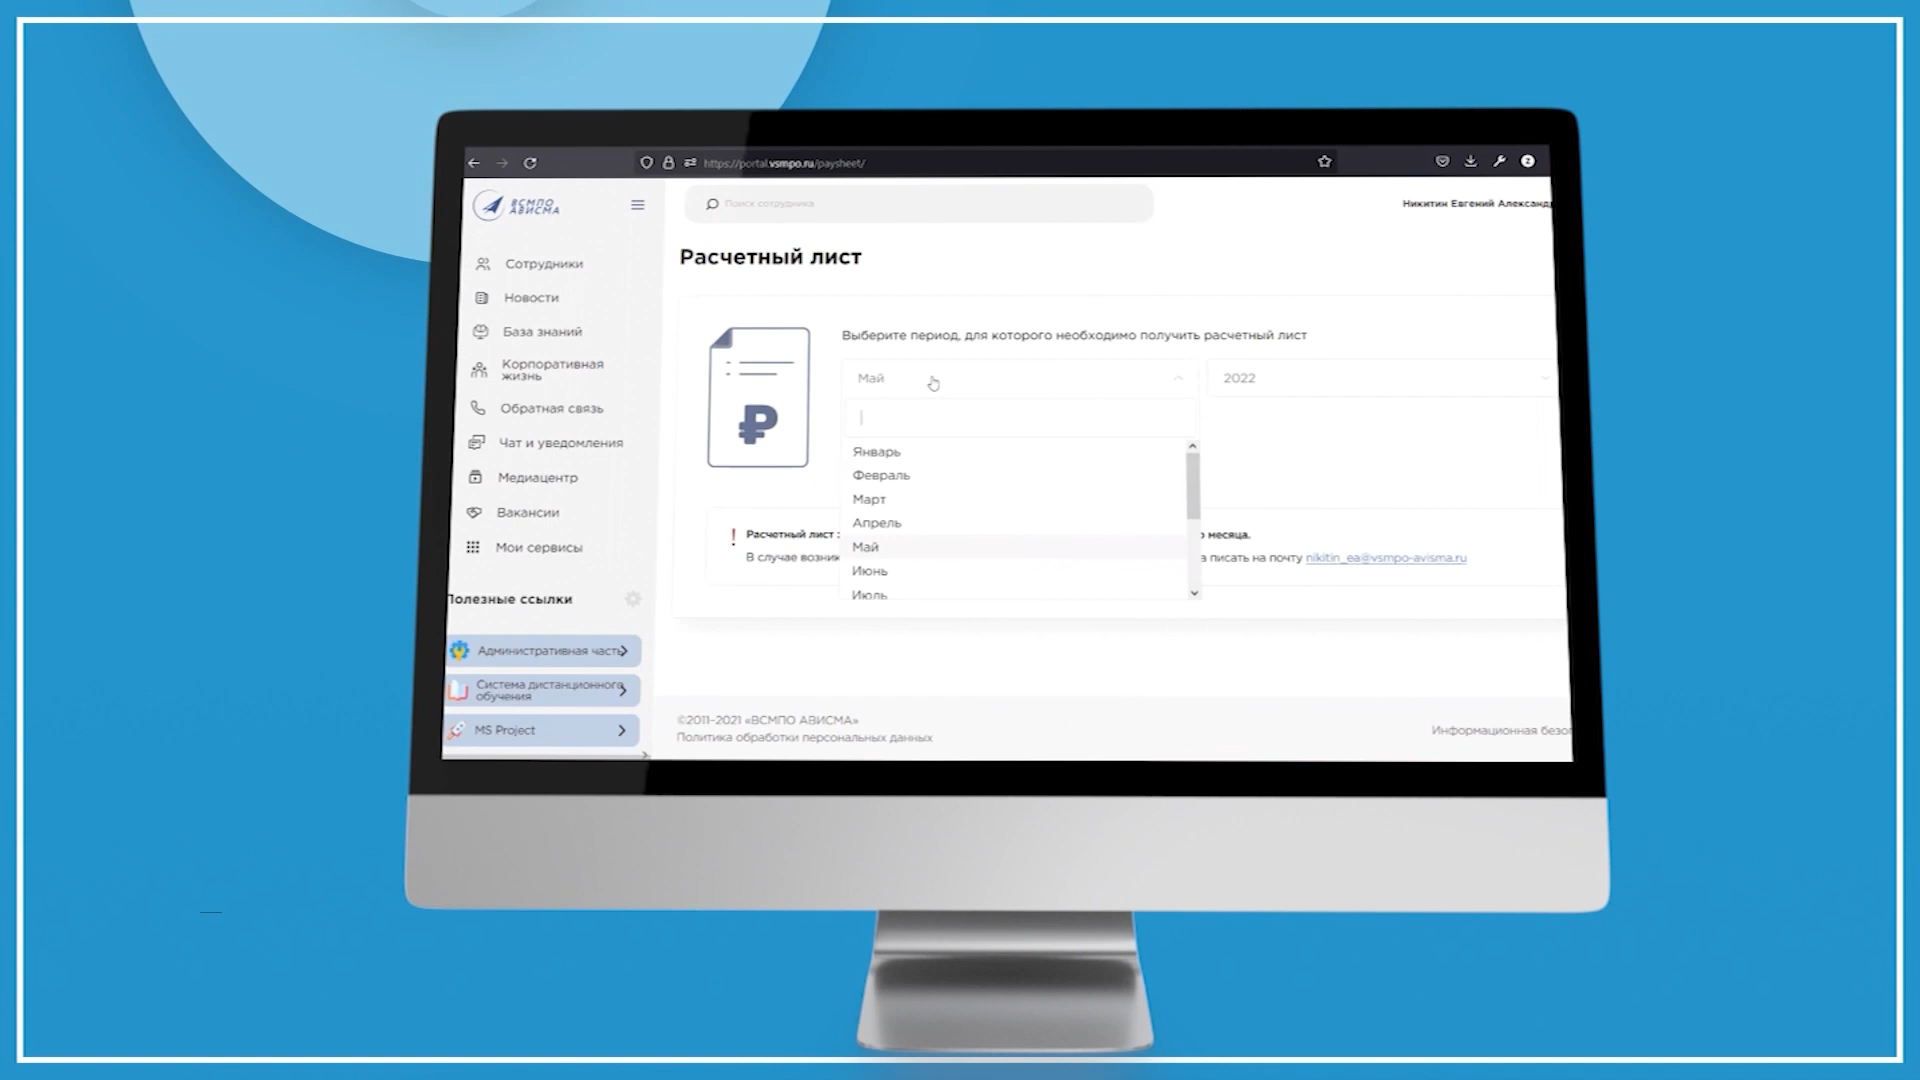 https://portal.vsmpo.ru/paysheet/
ВСМПО
АВИСМА
Поиск сотрудника
Никитин Евгений Александ
Сотрудники
Новости
База знаний
Корпоративная
жизнь
Обратная связь
Чат и уведомления
Медиацентр
Вакансии
Мои сервисы
Полезные ссылки
Административная часть
Система дистанционного
обучения
MS Project
Расчетный лист
Выберите период, для которого необходимо получить расчетный лист
Май
2022
Январь
Февраль
Март
Апрель
Май
Июнь
Июль
! Расчетный лист месяца.
В случае возник а писать на почту nikitin_ea@vsmpo-avisma.ru
©2011-2021 «ВСМПО АВИСМА»
Политика обработки персональных данных
Информационная безо